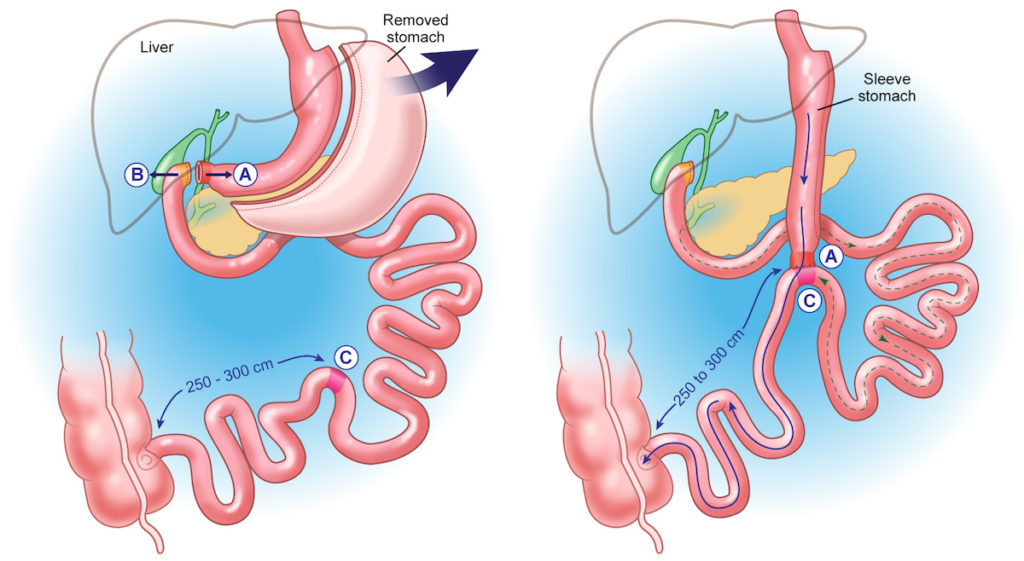 Liver
Removed
stomach
B
A
250 - 300 cm
C
Sleeve
stomach
A
C
250 to 300 cm